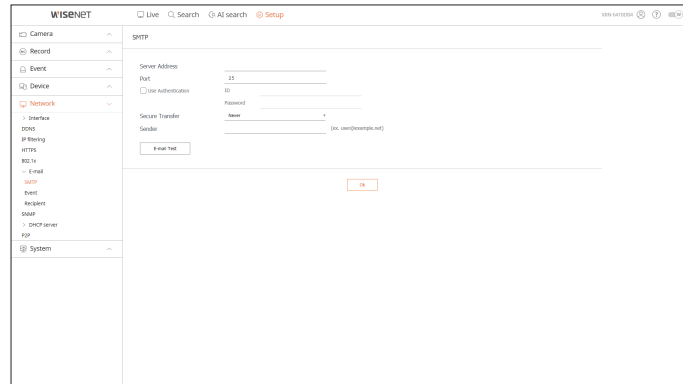 WISENET
Live Search AI search Setup
Camera
Record
Event
Device
Network
Interface
DDNS
IP filtering
HTTPS
802.1x
E-mail
SMTP
Event
Recipient
SNMP
DHCP server
P2P
System
SMTP
Server Address
Port 25
Use Authentication ID
Password
Secure Transfer Never
Sender (ex. user@example.net)
E-mail Test
Ok